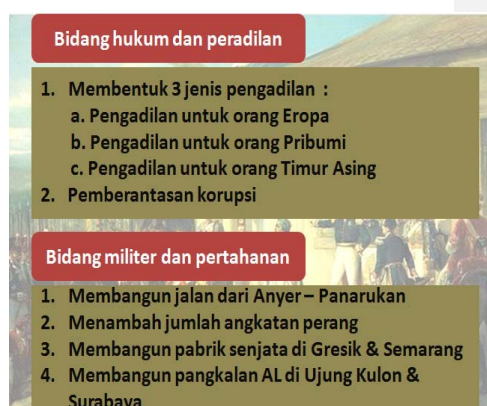 Bidang hukum dan peradilan
1. Membentuk 3 jenis pengadilan :
a. Pengadilan untuk orang Eropa
b. Pengadilan untuk orang Pribumi
c. Pengadilan untuk orang Timur Asing
2. Pemberantasan korupsi
Bidang militer dan pertahanan
1. Membangun jalan dari Anyer – Panarukan
2. Menambah jumlah angkatan perang
3. Membangun pabrik senjata di Gresik & Semarang
4. Membangun pangkalan AL di Ujung Kulon &
Surabaya